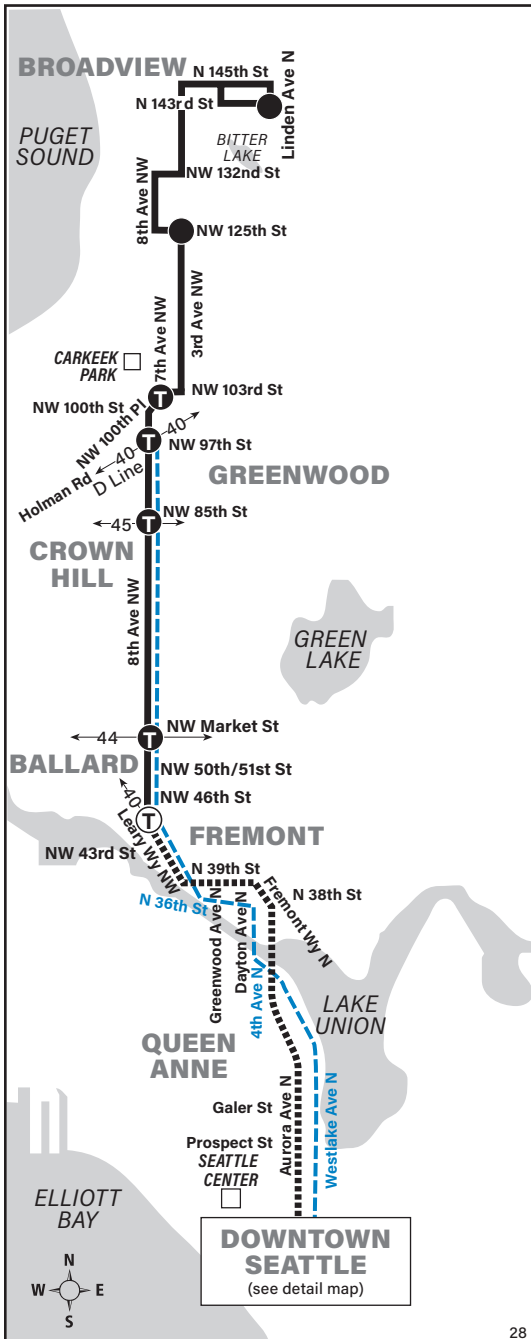 BROADVIEW
N 145th St
N 143rd St
Linden Ave N
PUGET
SOUND
BITTER
LAKE
NW 132nd St
8th Ave NW
NW 125th St
3rd Ave NW
7th Ave NW
CARKEEK
PARK
NW 103rd St
T
NW 100th St
NW 100th Pl
40
T
NW 97th St
40
Holman Rd
D Line
GREENWOOD
NW 85th St
45
T
CROWN
HILL
8th Ave NW
GREEN
LAKE
NW Market St
44
T
BALLARD
NW 50th/51st St
NW 46th St
40
T
FREMONT
Leary Wy NW
NW 43rd St
N 39th St
N 38th St
Fremont Wy N
N 36th St
Greenwood Ave N
Dayton Ave N
4th Ave N
LAKE
UNION
QUEEN
ANNE
Galer St
Aurora Ave N
Westlake Ave N
Prospect St
SEATTLE
CENTER
ELLIOTT
BAY
DOWNTOWN
SEATTLE
(see detail map)
N
W E
S
28